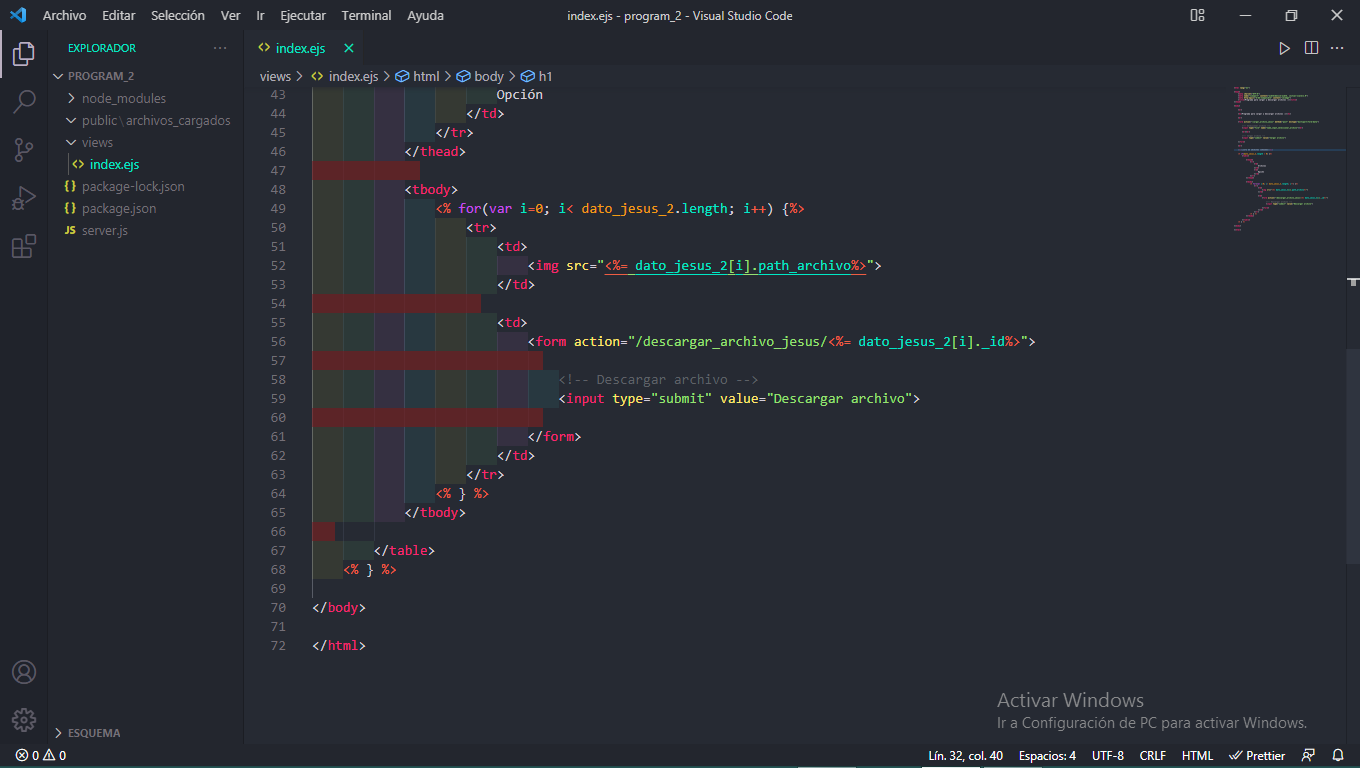 Archivo Editar Selección Ver Ir Ejecutar Terminal Ayuda
index.ejs - program_2 - Visual Studio Code
EXPLORADOR
PROGRAM_2
node_modules
public\archivos_cargados
views
<> index.ejs
{} package-lock.json
{} package.json
JS server.js
ESQUEMA
<> index.ejs
views > <> index.ejs > html > body > h1
43 Opción
44 </td>
45 </tr>
46 </thead>
47
48 <tbody>
49 <% for(var i=0; i< dato_jesus_2.length; i++) {%>
50 <tr>
51 <td>
52 <img src="<%= dato_jesus_2[i].path_archivo%>">
53 </td>
54
55 <td>
56 <form action="/descargar_archivo_jesus/<%= dato_jesus_2[i]._id%>">
57
58 <!-- Descargar archivo -->
59 <input type="submit" value="Descargar archivo">
60
61 </form>
62 </td>
63 </tr>
64 <% } %>
65 </tbody>
66
67 </table>
68 <% } %>
69
70 </body>
71
72 </html>
Activar Windows
Ir a Configuración de PC para activar Windows.
0 0
Lín. 32, col. 40 Espacios: 4 UTF-8 CRLF HTML Prettier